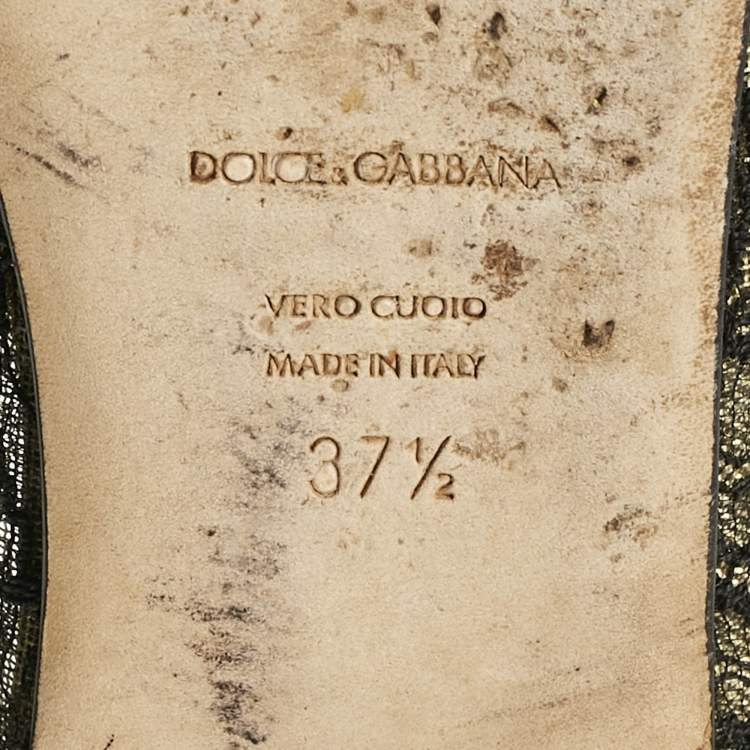 DOLCE&GABBANA
VERO CUOIO
MADE IN ITALY
37½